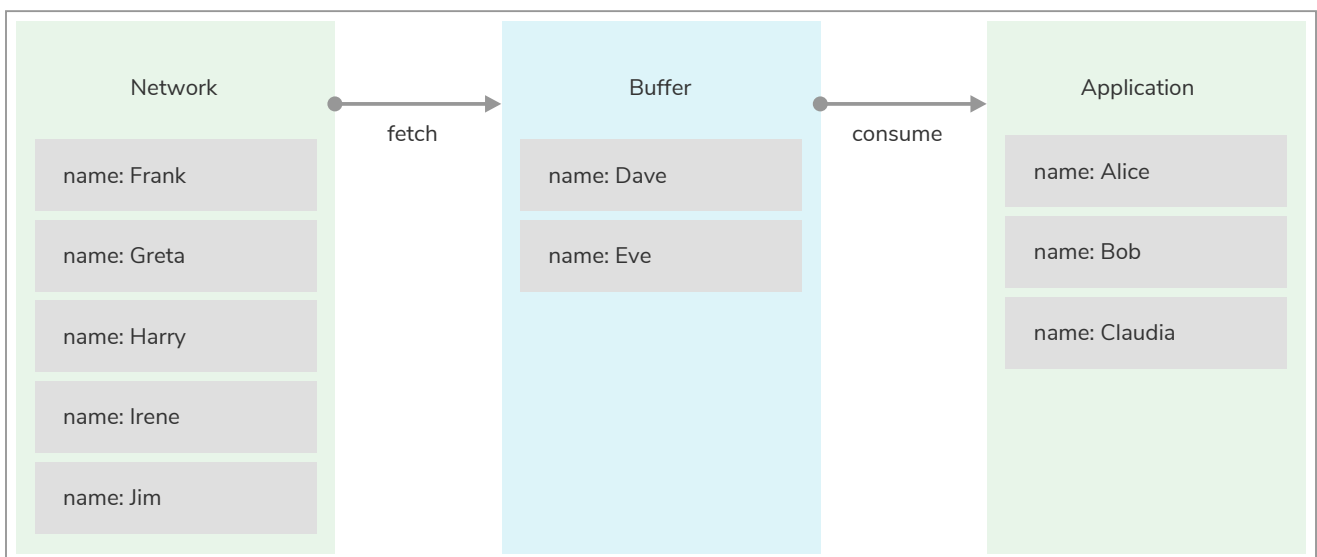 Network
name: Frank
name: Greta
name: Harry
name: Irene
name: Jim
fetch
Buffer
name: Dave
name: Eve
consume
Application
name: Alice
name: Bob
name: Claudia